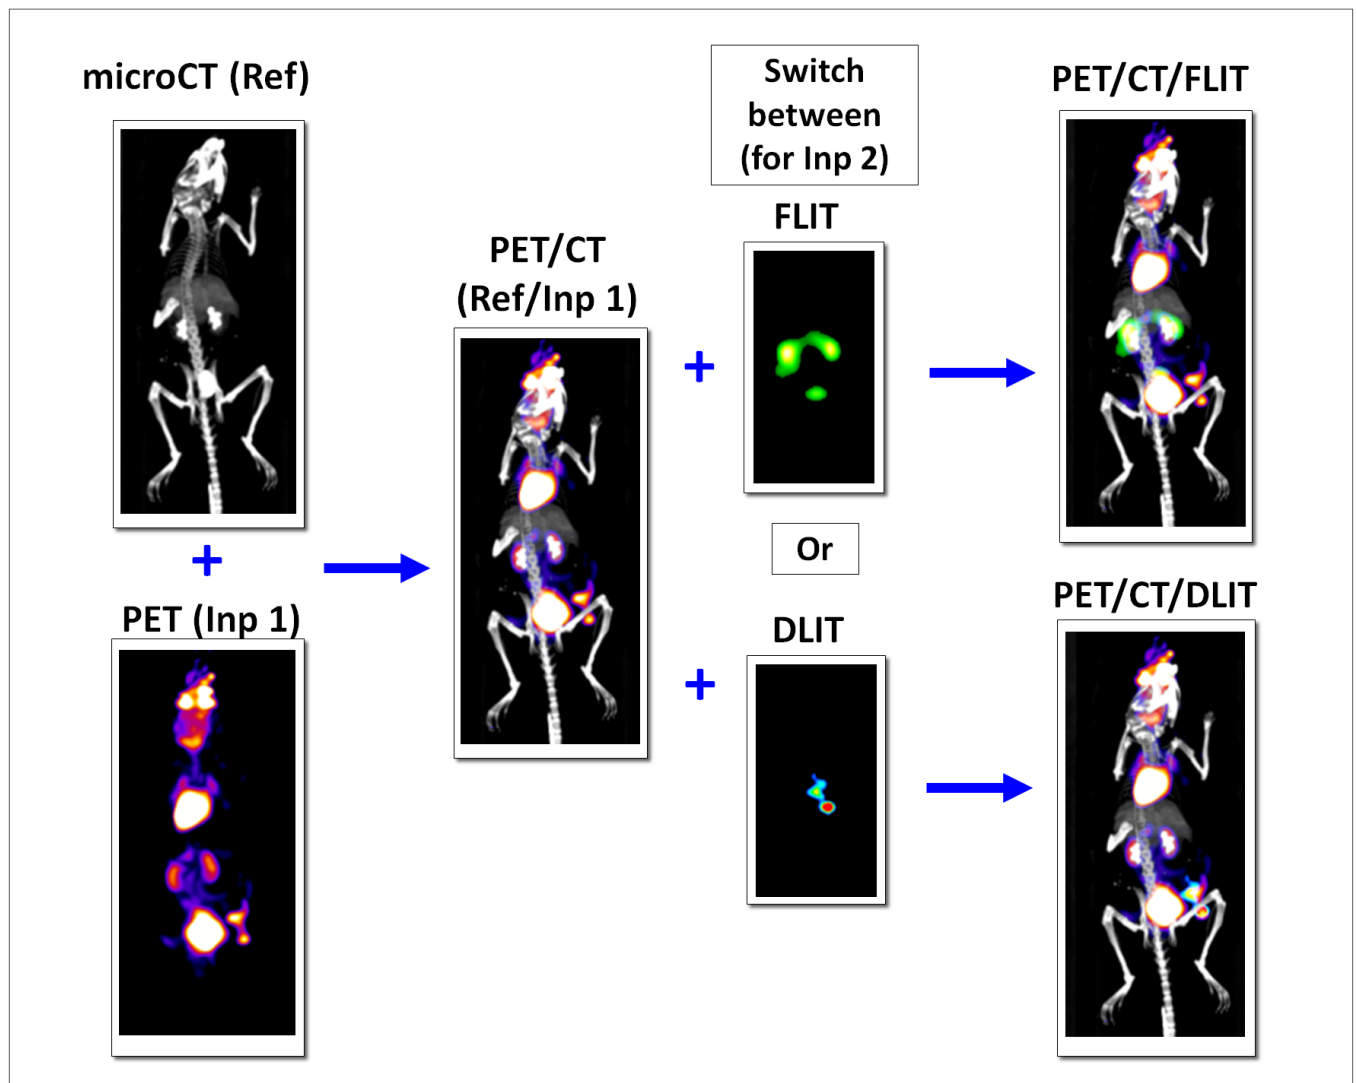 microCT (Ref)
+
PET (Inp 1)
PET/CT
(Ref/Inp 1)
Switch
between
(for Inp 2)
FLIT
+
Or
DLIT
+
PET/CT/FLIT
PET/CT/DLIT